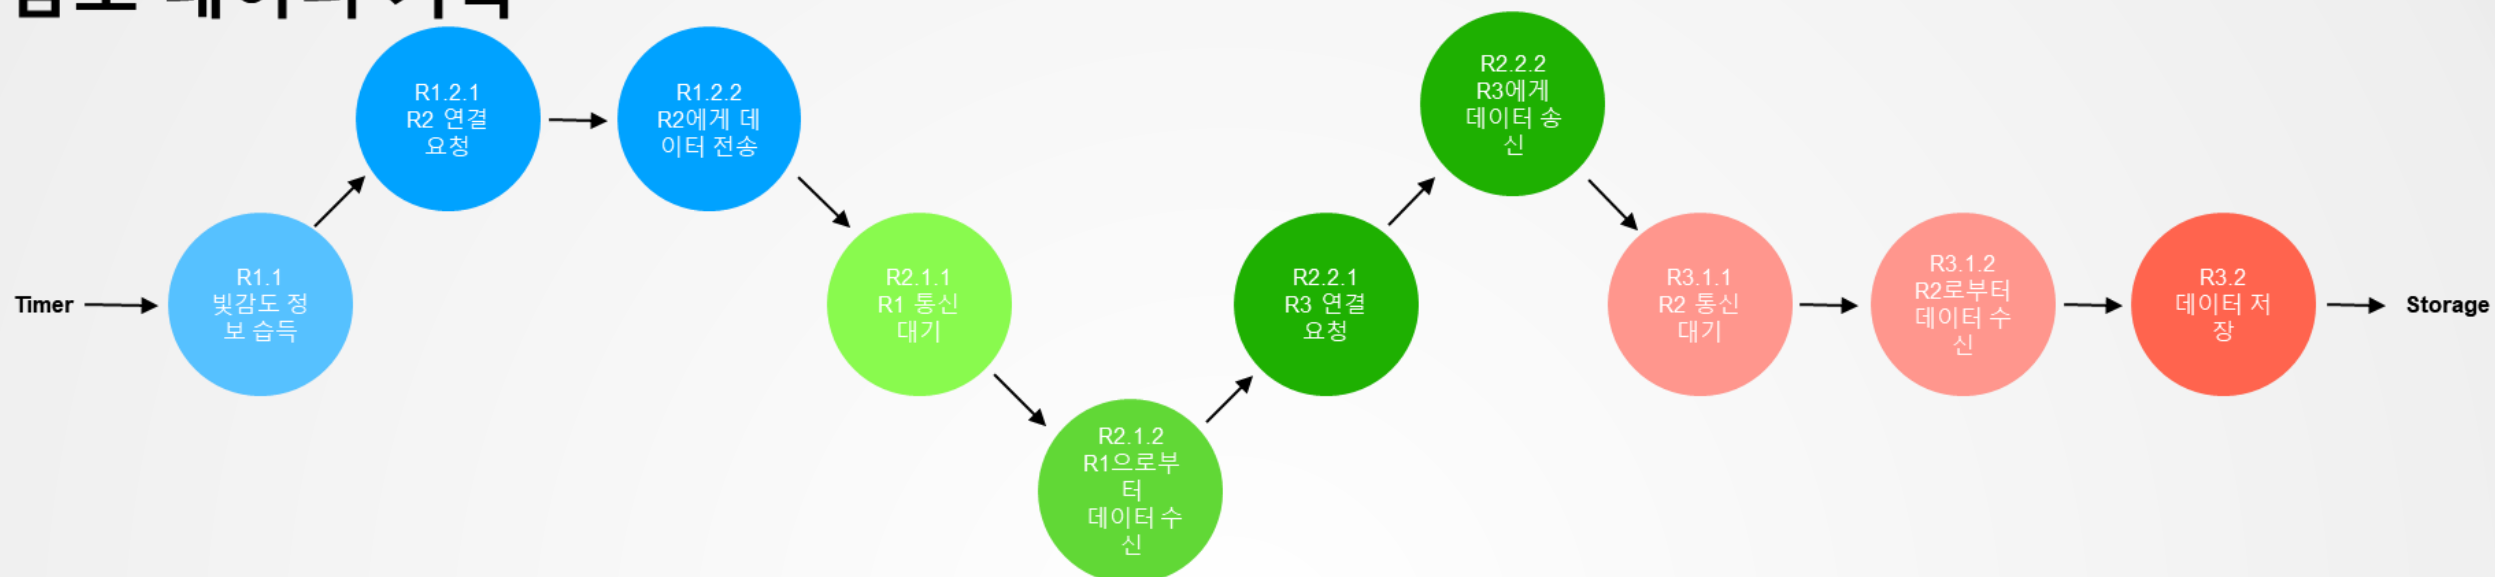 Timer
R1.1
빛감도 정
보 습득
R1.2.1
R2 연결
요청
R1.2.2
R2에게 데
이터 전송
R2.1.1
R1 통신
대기
R2.1.2
R1으로부
터
데이터 수
신
R2.2.1
R3 연결
요청
R2.2.2
R3에게
데이터 송
신
R3.1.1
R2 통신
대기
R3.1.2
R2로부터
데이터 수
신
R3.2
데이터 저
장
Storage